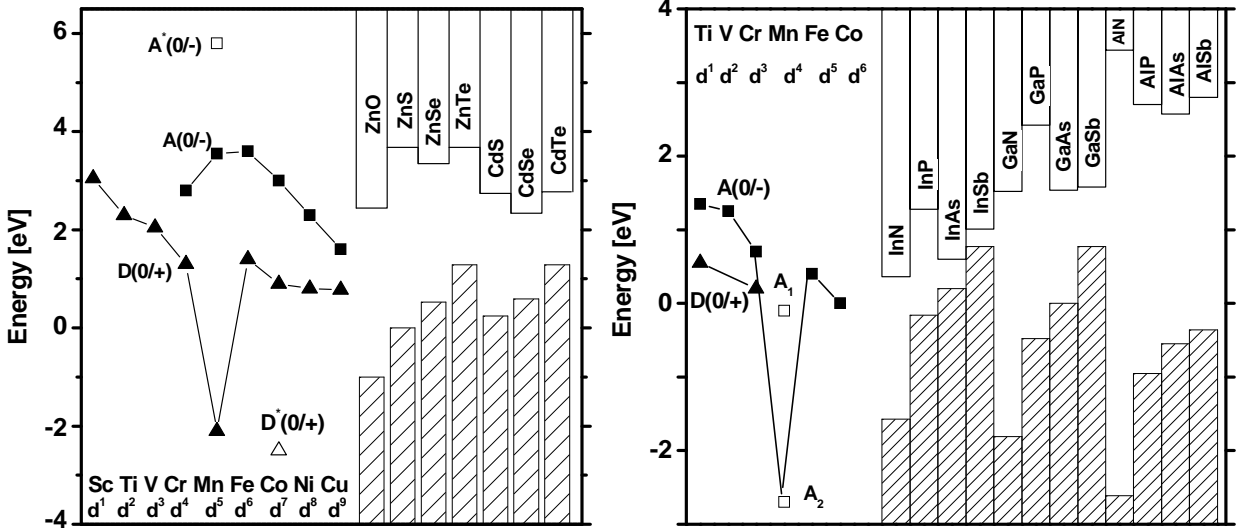 Energy [eV]
6
4
2
0
-2
-4
A*(0/-)
A(0/-)
D(0/+)
D*(0/+)
Sc Ti V Cr Mn Fe Co Ni Cu
d¹ d² d³ d⁴ d⁵ d⁶ d⁷ d⁸ d⁹
ZnO
ZnS
ZnSe
ZnTe
CdS
CdSe
CdTe
Energy [eV]
4
2
0
-2
Ti V Cr Mn Fe Co
d¹ d² d³ d⁴ d⁵ d⁶
A(0/-)
D(0/+)
A₁
A₂
InN
InP
InAs
InSb
GaN
GaP
GaAs
GaSb
AlN
AlP
AlAs
AlSb